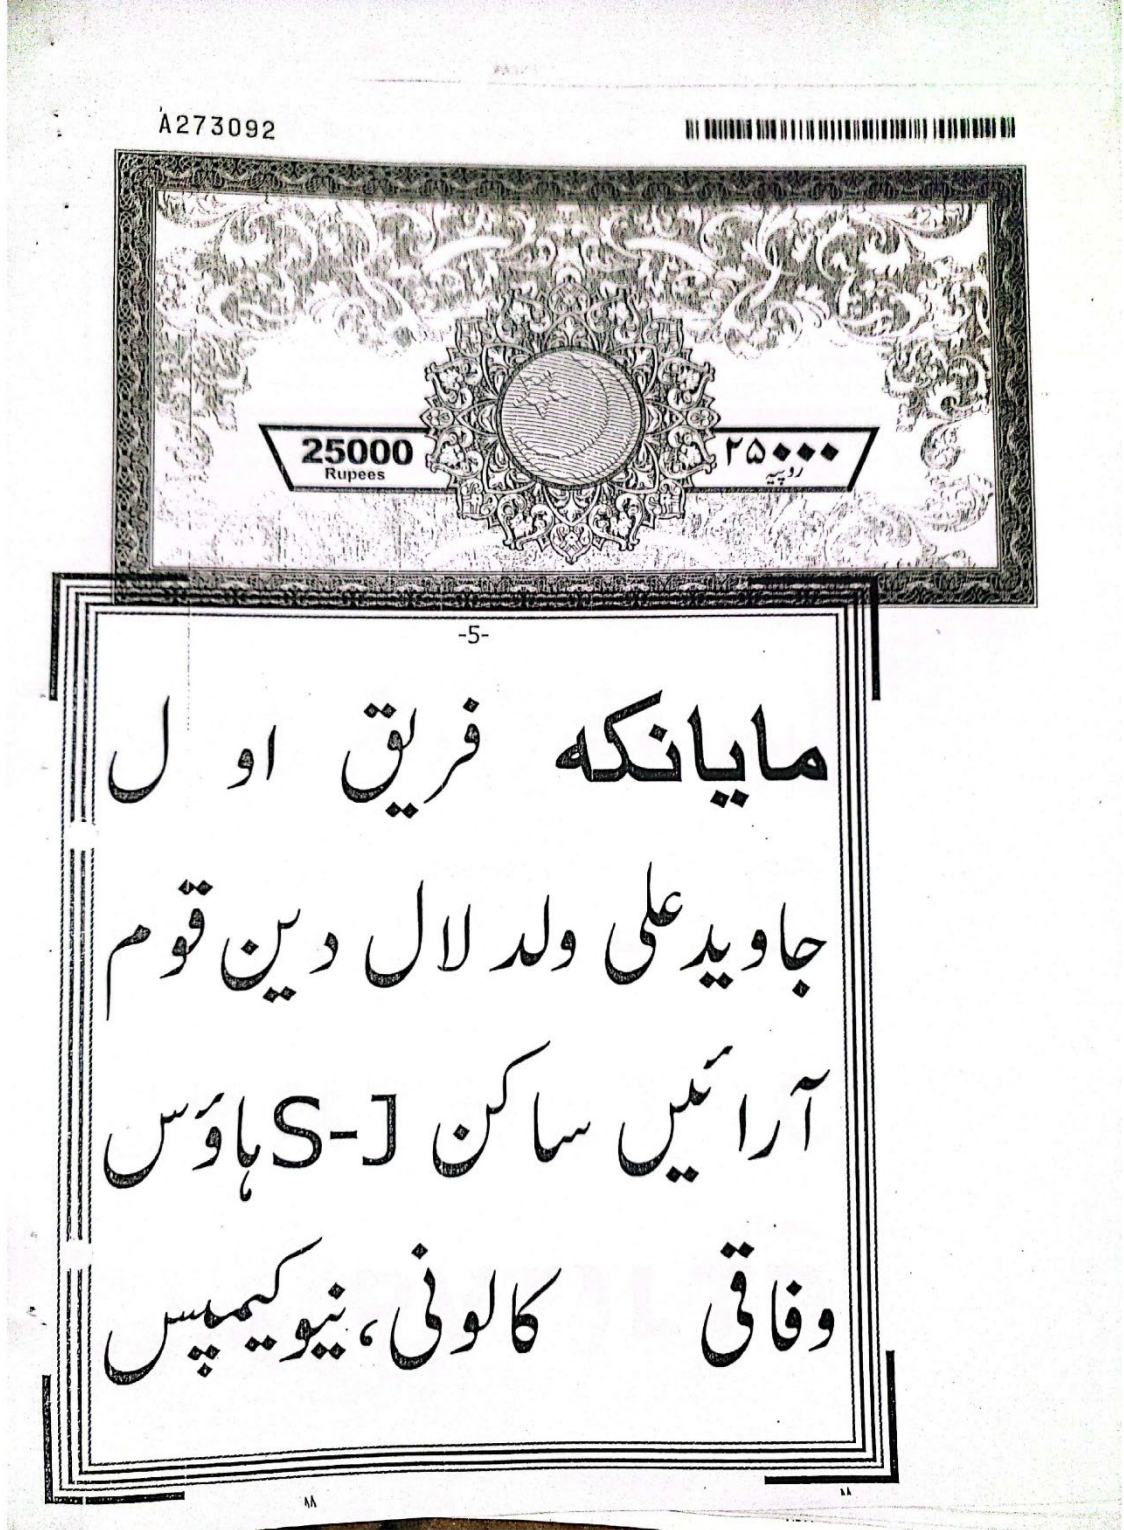 A273092
25000
Rupees
۲۵۰۰۰
روپیہ
-5-
مایانکہ فریق اول
جاوید علی ولد لال دین قوم
آرائیں ساکن S-J ہاؤس
وفاقی کالونی، نیو کیمپس